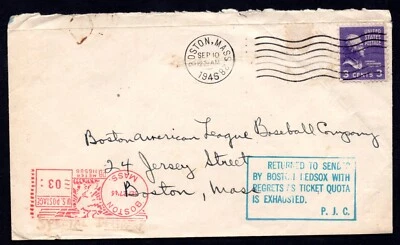 BOSTON, MASS
SEP 10
1946
UNITED STATES
POSTAGE
3 CENTS 3
Boston American League Baseball Company
24 Jersey Street
Boston, Mass
RETURNED TO SENDER
BY BOSTON REDSOX WITH
REGRETS AS TICKET QUOTA
IS EXHAUSTED.
P. J. C.
U.S. POSTAGE
03
BOSTON
MASS.